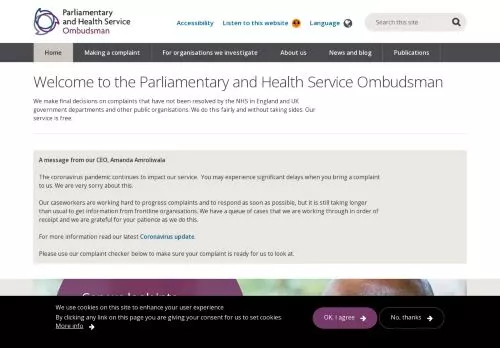 Parliamentary
and Health Service
Ombudsman
Accessibility
Listen to this website
Language
Search this site
Home
Making a complaint
For organisations we investigate
About us
News and blog
Publications
Welcome to the Parliamentary and Health Service Ombudsman
We make final decisions on complaints that have not been resolved by the NHS in England and UK
government departments and other public organisations. We do this fairly and without taking sides. Our
service is free.
A message from our CEO, Amanda Amroliwala
The coronavirus pandemic continues to impact our service. You may experience significant delays when you bring a complaint
to us. We are very sorry about this.
Our caseworkers are working hard to progress complaints and to respond as soon as possible, but it is still taking longer
than usual to get information from frontline organisations. We have a queue of cases that we are working through in order of
receipt and we are grateful for your patience as we do this.
For more information read our latest Coronavirus update.
Please use our complaint checker below to make sure your complaint is ready for us to look at.
We use cookies on this site to enhance your user experience
By clicking any link on this page you are giving your consent for us to set cookies.
More info
OK, I agree
No, thanks